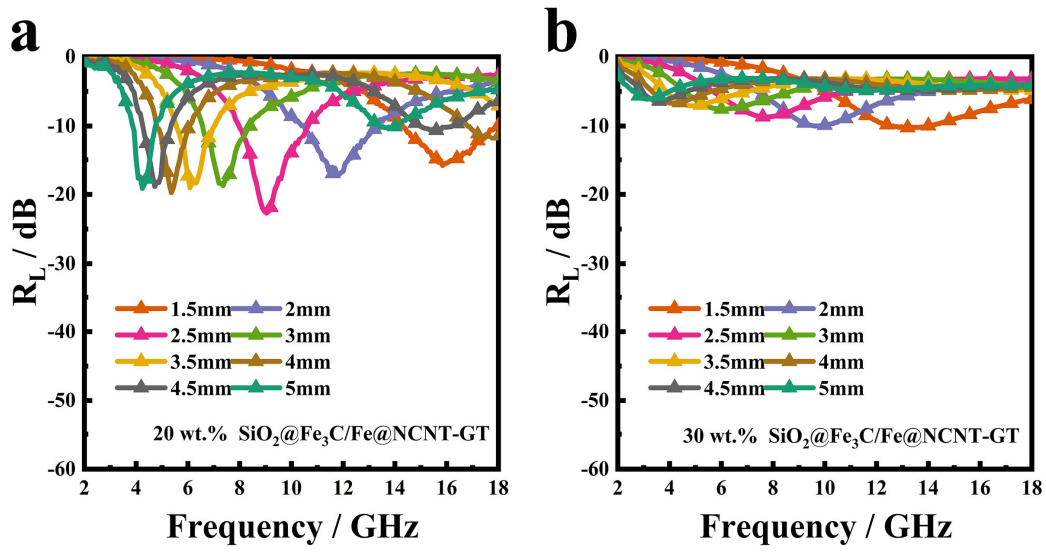 a
0
-10
-20
-30
-40
-50
-60
R_L / dB
1.5mm 2mm
2.5mm 3mm
3.5mm 4mm
4.5mm 5mm
20 wt.% SiO₂@Fe₃C/Fe@NCNT-GT
2 4 6 8 10 12 14 16 18
Frequency / GHz
b
0
-10
-20
-30
-40
-50
-60
R_L / dB
1.5mm 2mm
2.5mm 3mm
3.5mm 4mm
4.5mm 5mm
30 wt.% SiO₂@Fe₃C/Fe@NCNT-GT
2 4 6 8 10 12 14 16 18
Frequency / GHz